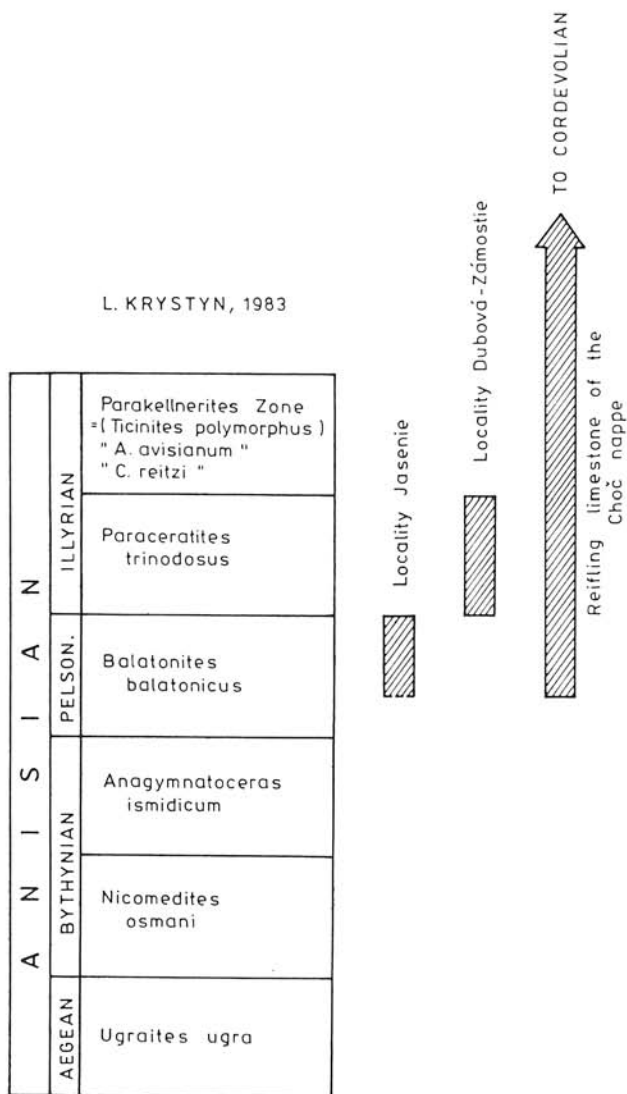 L. KRYSTYN, 1983
ANISIAN
ILLYRIAN
Parakellnerites Zone
=(Ticinites polymorphus)
" A. avisianum "
" C. reitzi "
Paraceratites
trinodosus
PELSON.
Balatonites
balatonicus
BYTHYNIAN
Anagymnatoceras
ismidicum
Nicomedites
osmani
AEGEAN
Ugraites ugra
Locality Jasenie
Locality Dubová-Zámostie
TO CORDEVOLIAN
Reifling limestone of the
Choč nappe